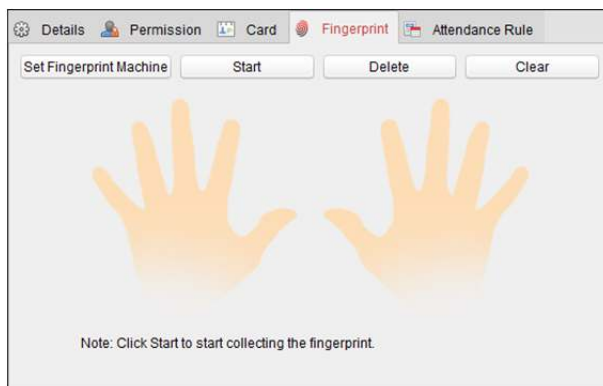 Details Permission Card Fingerprint Attendance Rule
Set Fingerprint Machine Start Delete Clear
Note: Click Start to start collecting the fingerprint.